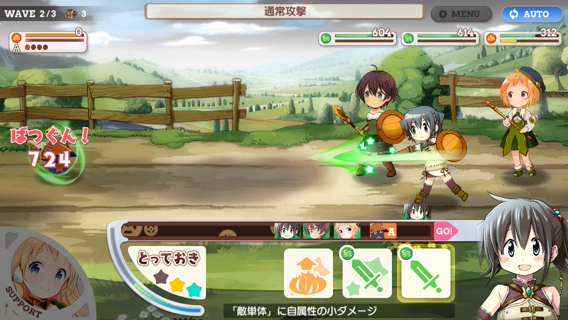 WAVE 2/3 3
通常攻撃
MENU
AUTO
0
A
604
614
312
ばつぐん!
724
GO!
とっておき
SUPPORT
「敵単体」に自属性の小ダメージ